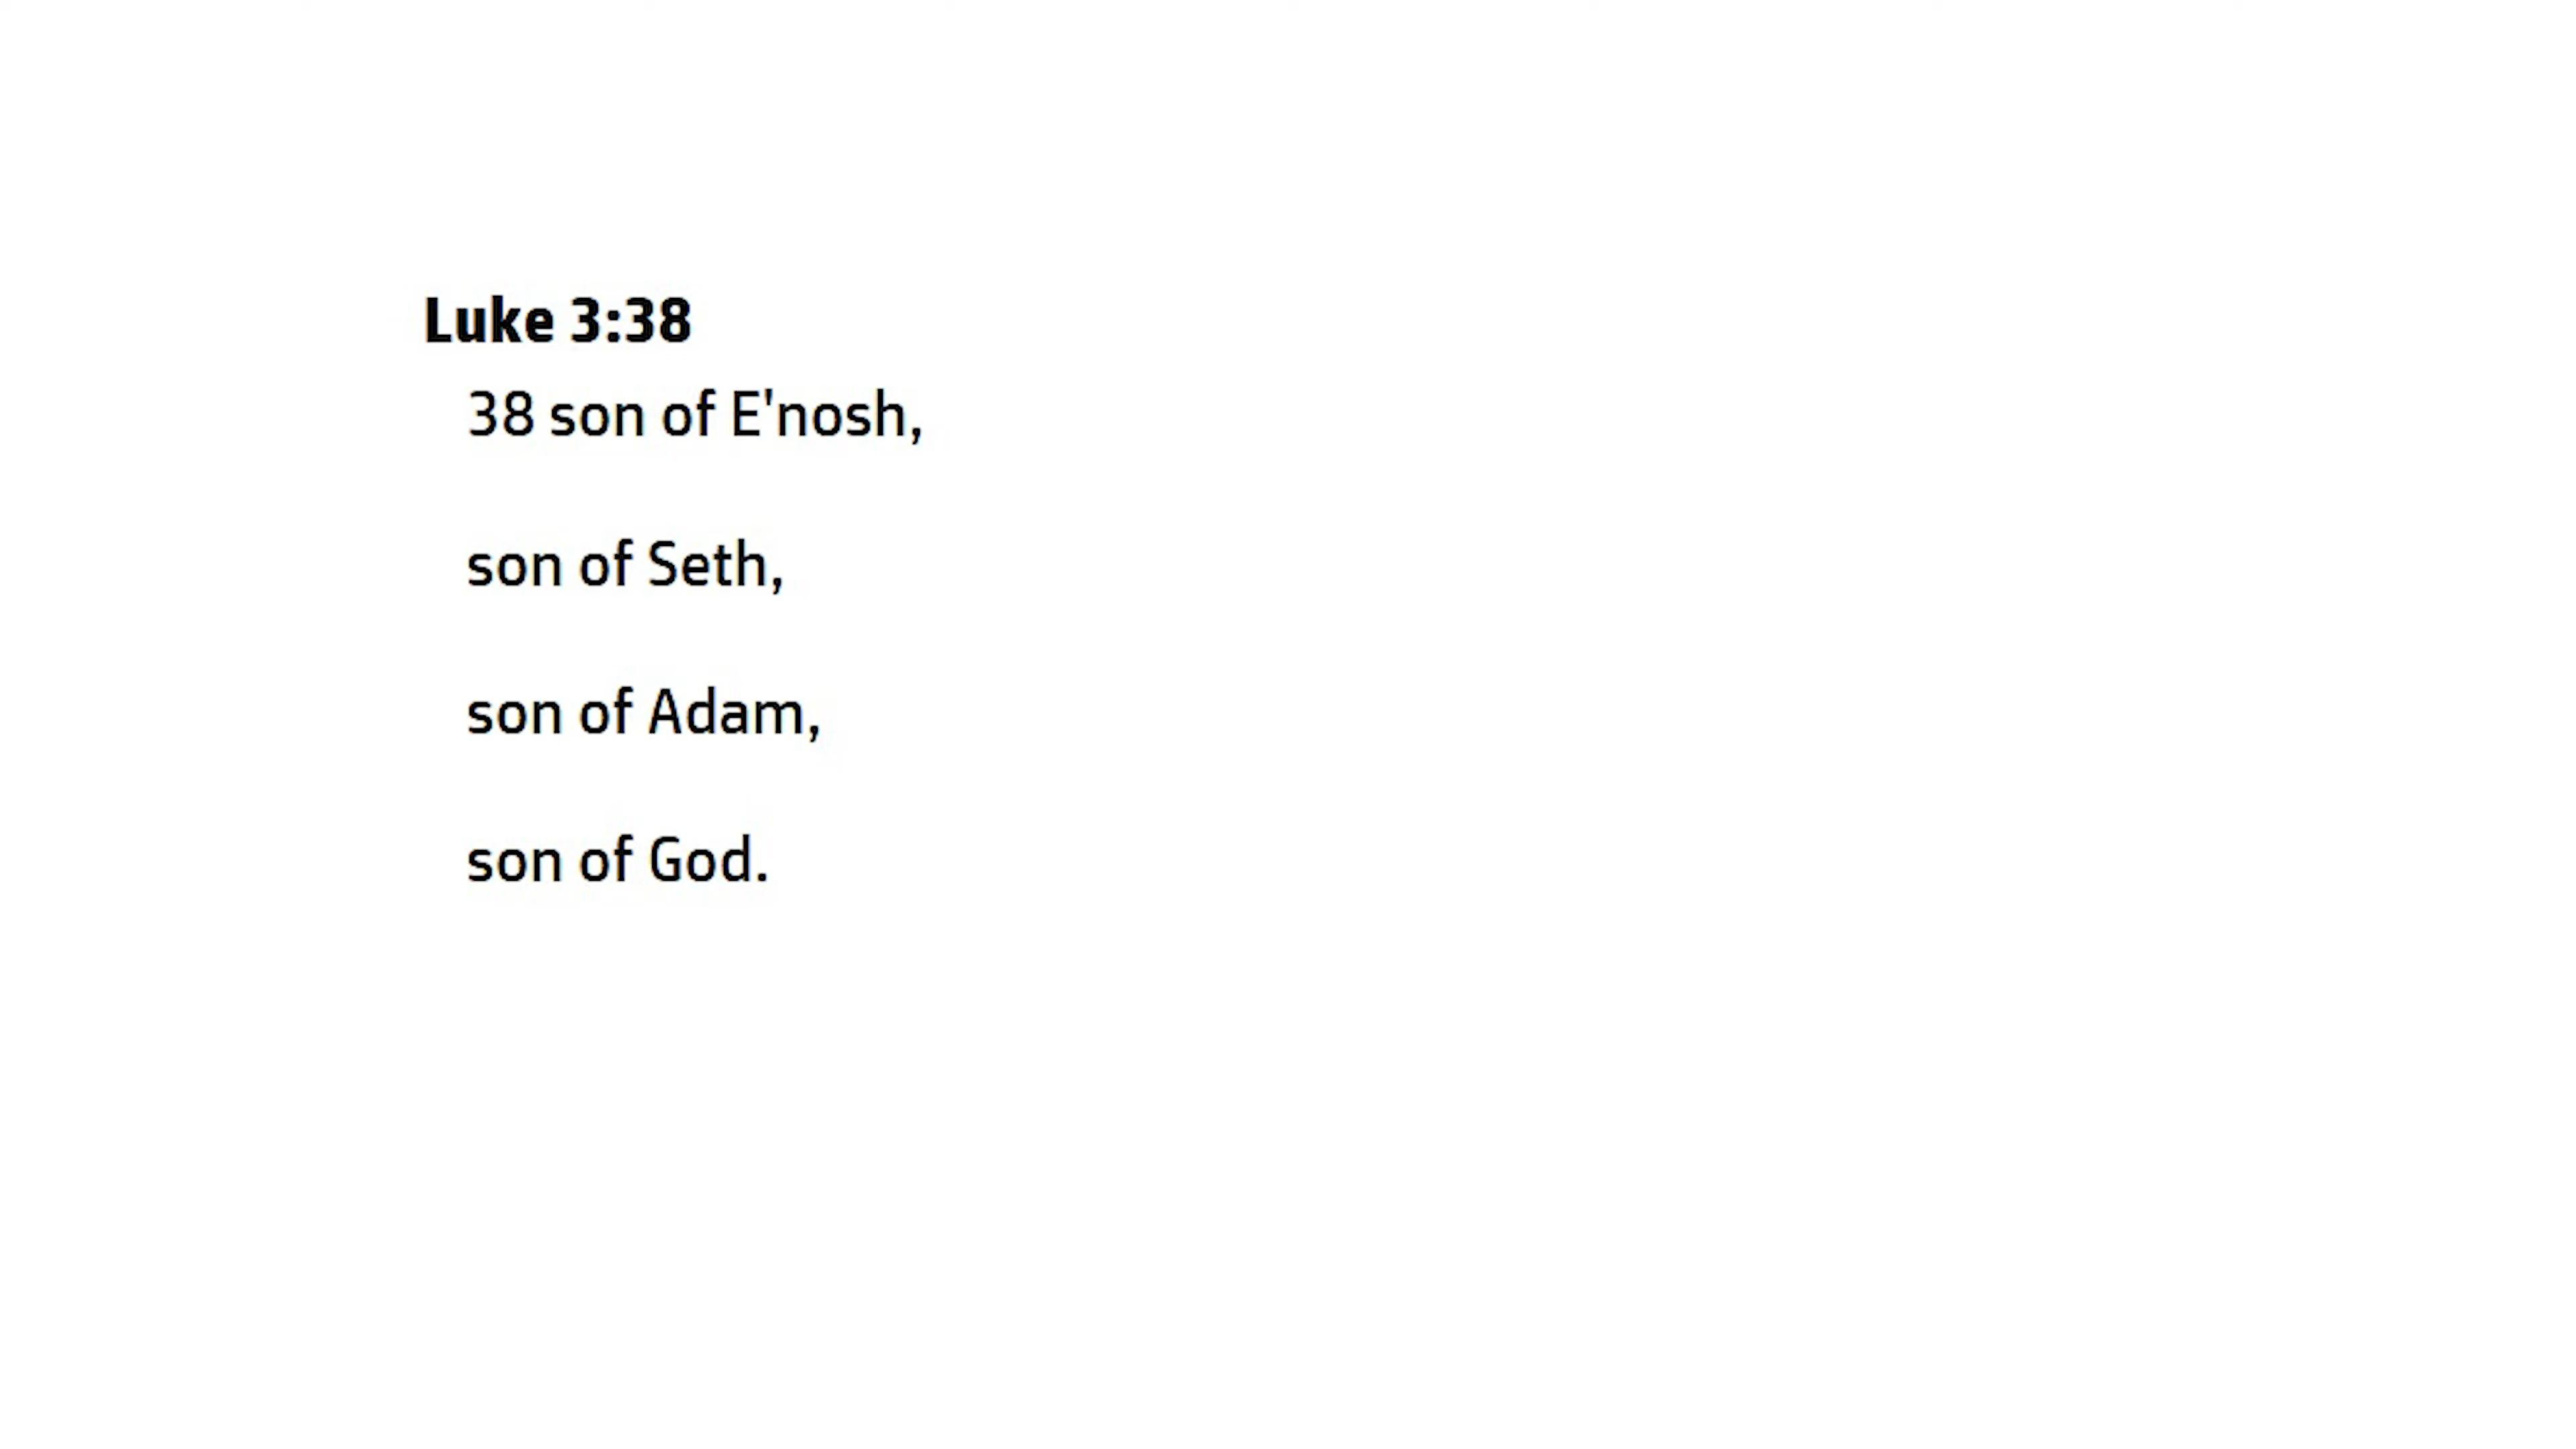 Luke 3:38
38 son of E'nosh,
son of Seth,
son of Adam,
son of God.